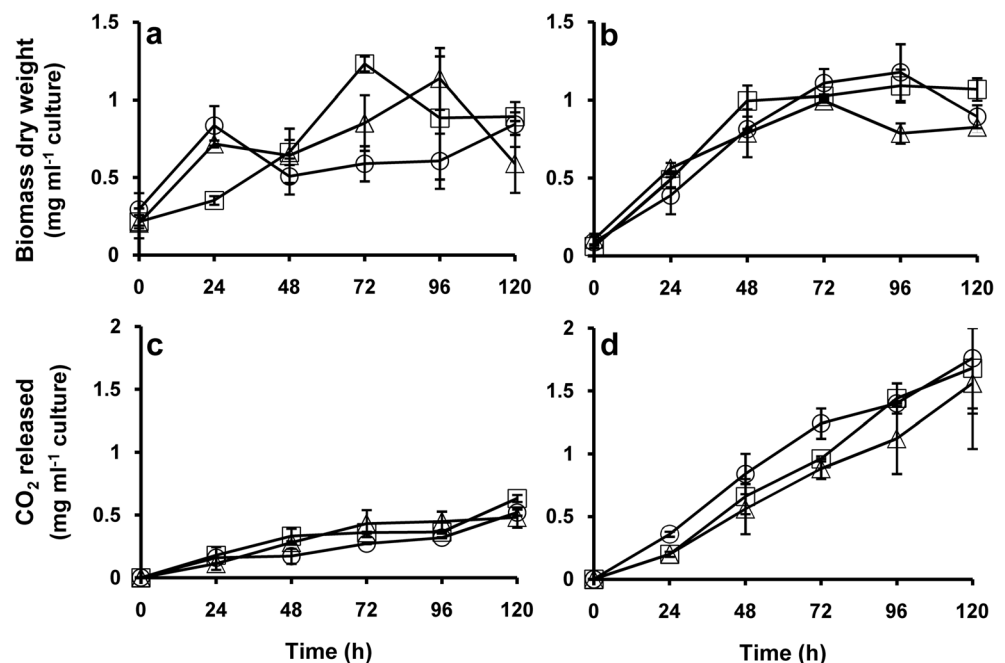 a
b
Biomass dry weight
(mg ml⁻¹ culture)
1.5
1
0.5
0
0 24 48 72 96 120
1.5
1
0.5
0
0 24 48 72 96 120
c
d
CO₂ released
(mg ml⁻¹ culture)
2
1.5
1
0.5
0
0 24 48 72 96 120
2
1.5
1
0.5
0
0 24 48 72 96 120
Time (h)
Time (h)